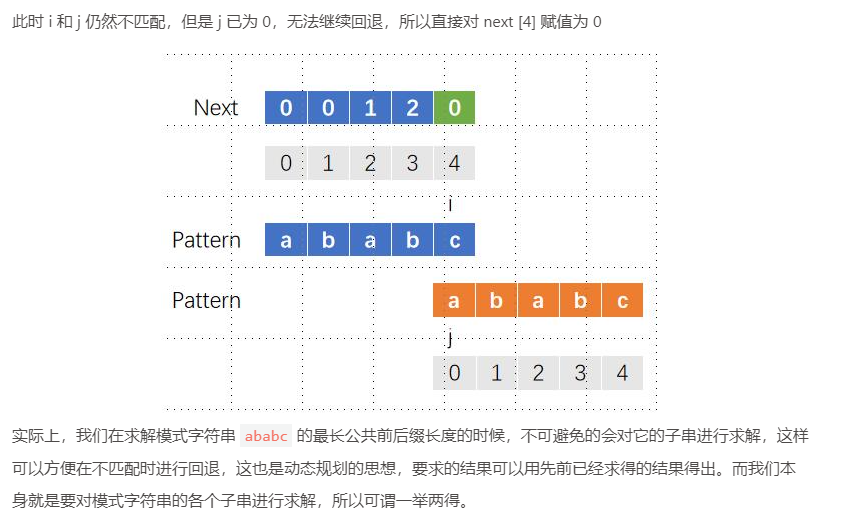 此时 i 和 j 仍然不匹配，但是 j 已为 0，无法继续回退，所以直接对 next [4] 赋值为 0
Next 0 0 1 2 0
0 1 2 3 4
i
Pattern a b a b c
Pattern a b a b c
j
0 1 2 3 4
实际上，我们在求解模式字符串 ababc 的最长公共前后缀长度的时候，不可避免的会对它的子串进行求解，这样
可以方便在不匹配时进行回退，这也是动态规划的思想，要求的结果可以用先前已经求得的结果得出。而我们本
身就是要对模式字符串的各个子串进行求解，所以可谓一举两得。